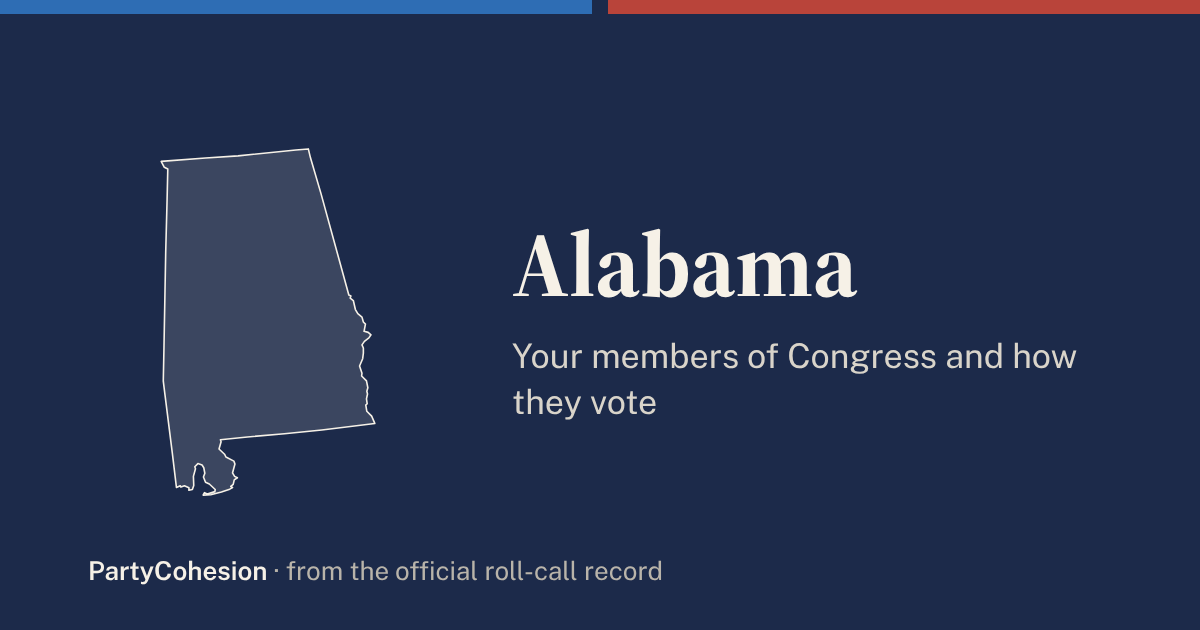 Alabama
Your members of Congress and how
they vote
PartyCohesion · from the official roll-call record